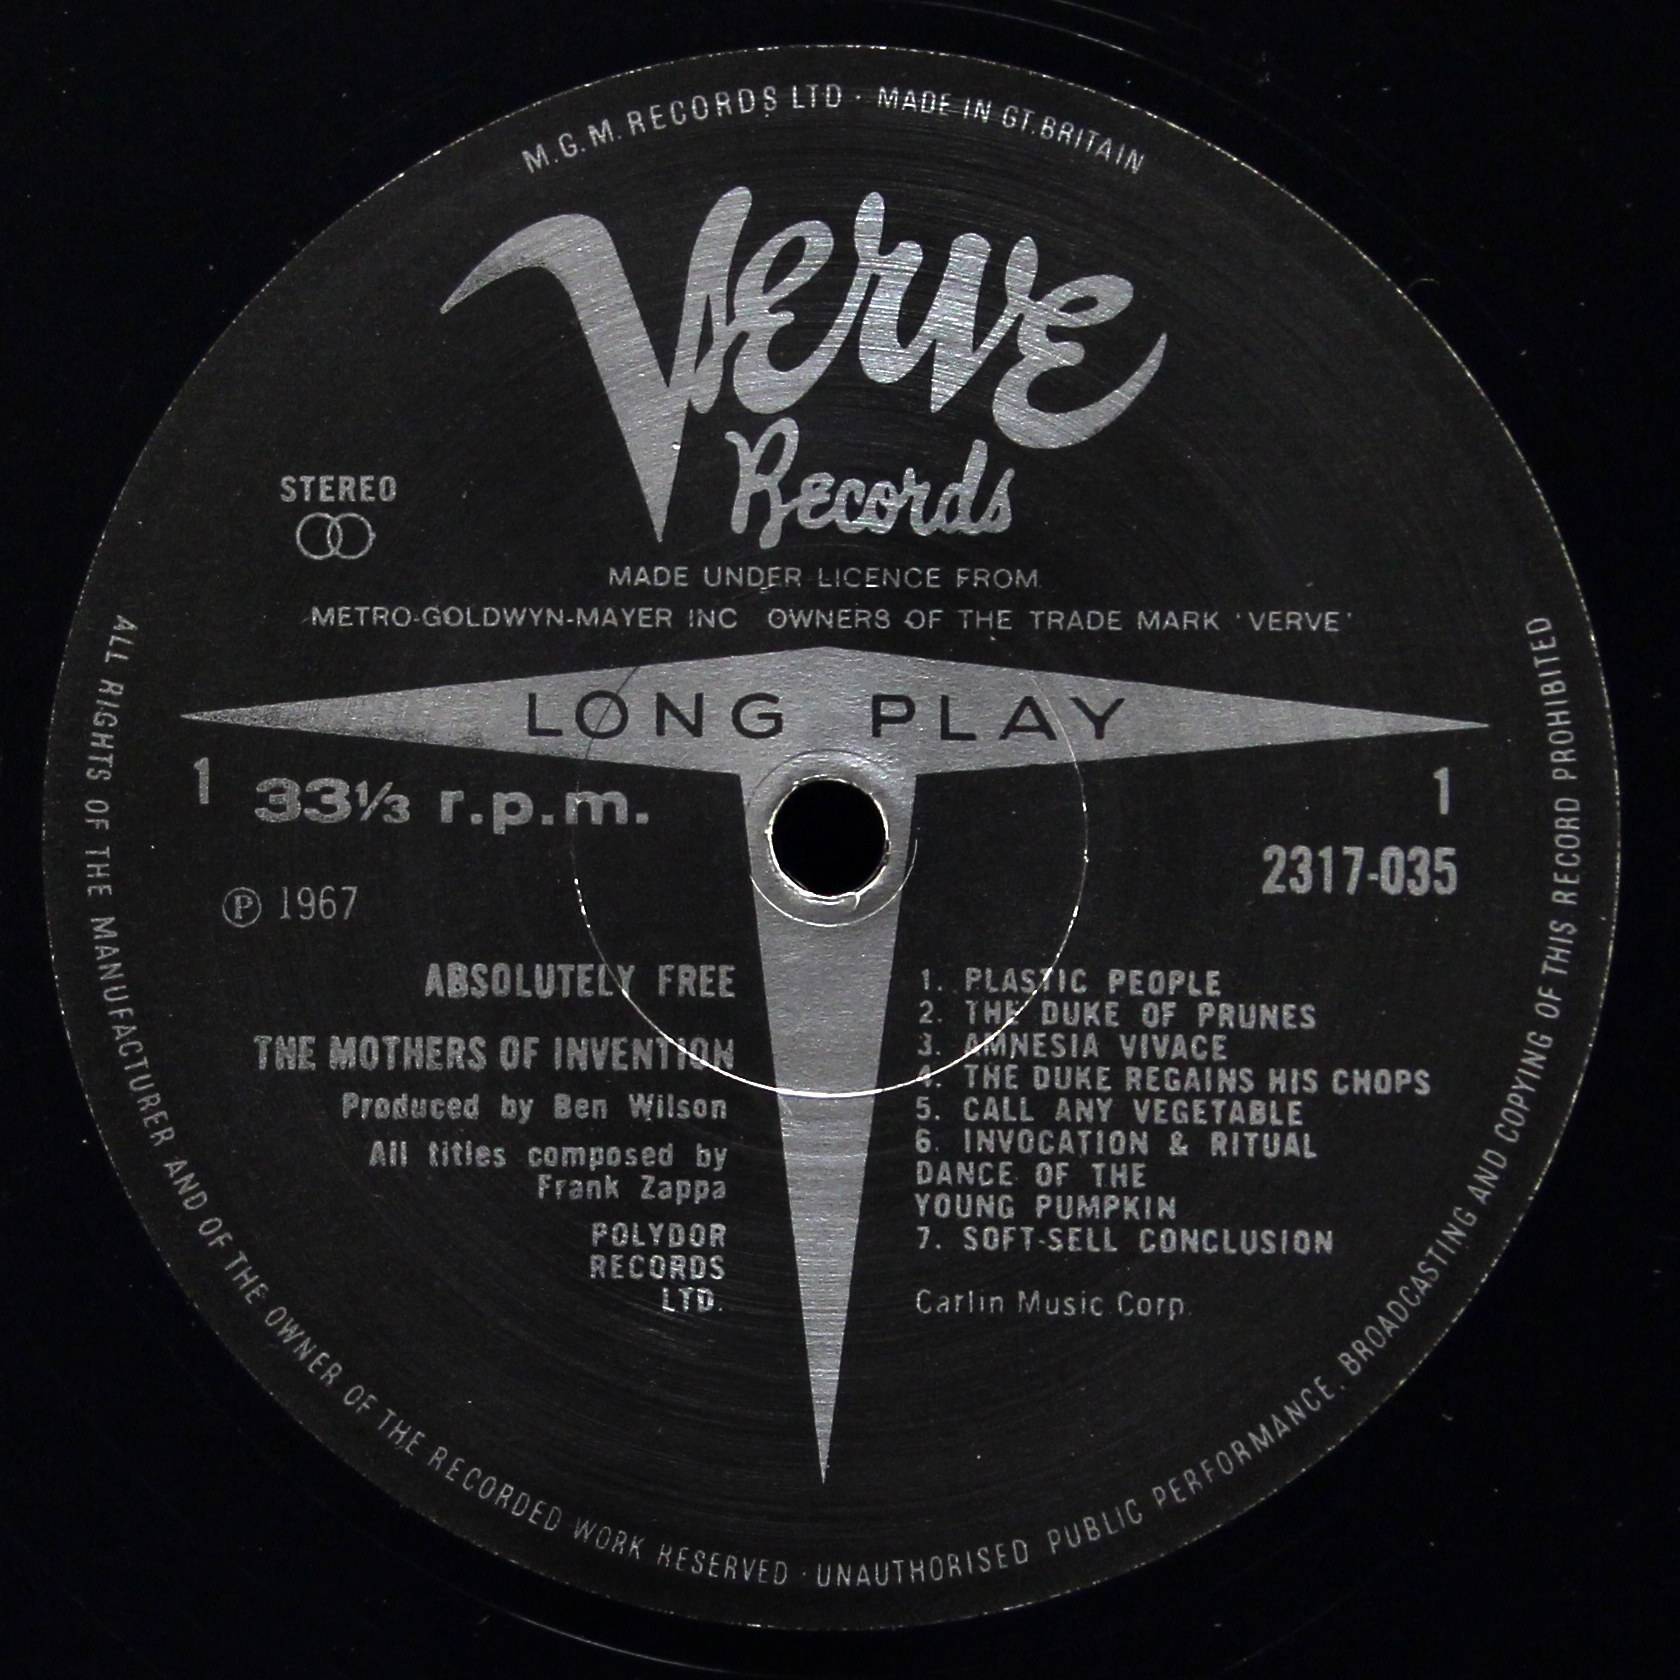 M.G.M. RECORDS LTD · MADE IN GT. BRITAIN
Verve
Records
STEREO
MADE UNDER LICENCE FROM
METRO-GOLDWYN-MAYER INC OWNERS OF THE TRADE MARK 'VERVE'
LONG PLAY
1
33⅓ r.p.m.
1
2317-035
℗ 1967
ABSOLUTELY FREE
THE MOTHERS OF INVENTION
Produced by Ben Wilson
All titles composed by
Frank Zappa
POLYDOR
RECORDS
LTD.
1. PLASTIC PEOPLE
2. THE DUKE OF PRUNES
3. AMNESIA VIVACE
4. THE DUKE REGAINS HIS CHOPS
5. CALL ANY VEGETABLE
6. INVOCATION & RITUAL
DANCE OF THE
YOUNG PUMPKIN
7. SOFT-SELL CONCLUSION
Carlin Music Corp.
ALL RIGHTS OF THE MANUFACTURER AND OF THE OWNER OF THE RECORDED WORK RESERVED · UNAUTHORISED PUBLIC PERFORMANCE, BROADCASTING AND COPYING OF THIS RECORD PROHIBITED